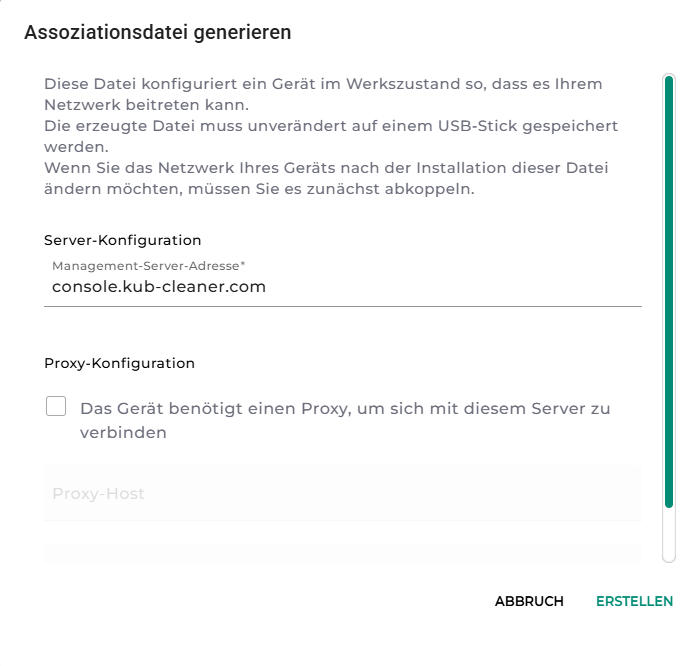 Assoziationsdatei generieren
Diese Datei konfiguriert ein Gerät im Werkszustand so, dass es Ihrem
Netzwerk beitreten kann.
Die erzeugte Datei muss unverändert auf einem USB-Stick gespeichert
werden.
Wenn Sie das Netzwerk Ihres Geräts nach der Installation dieser Datei
ändern möchten, müssen Sie es zunächst abkoppeln.
Server-Konfiguration
Management-Server-Adresse*
console.kub-cleaner.com
Proxy-Konfiguration
Das Gerät benötigt einen Proxy, um sich mit diesem Server zu
verbinden
Proxy-Host
ABBRUCH ERSTELLEN